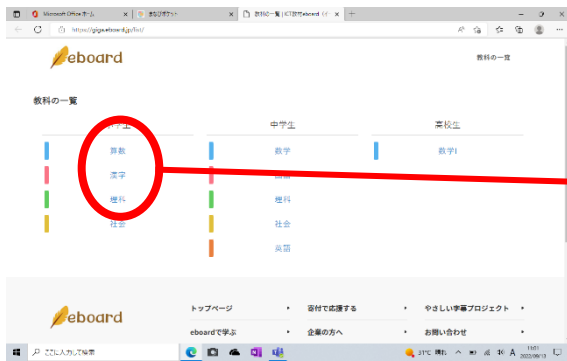 Microsoft Office ホーム
まなびポケット
教科の一覧 | ICT教材eboard (イー
https://giga.eboard.jp/list/
eboard
教科の一覧
教科の一覧
中学生
高校生
算数
数学
数学I
漢字
理科
理科
社会
社会
英語
eboard
トップページ
寄付で応援する
やさしい字幕プロジェクト
eboardで学ぶ
企業の方へ
お問い合わせ
ここに入力して検索
31°C 晴れ
A
2022/09/13